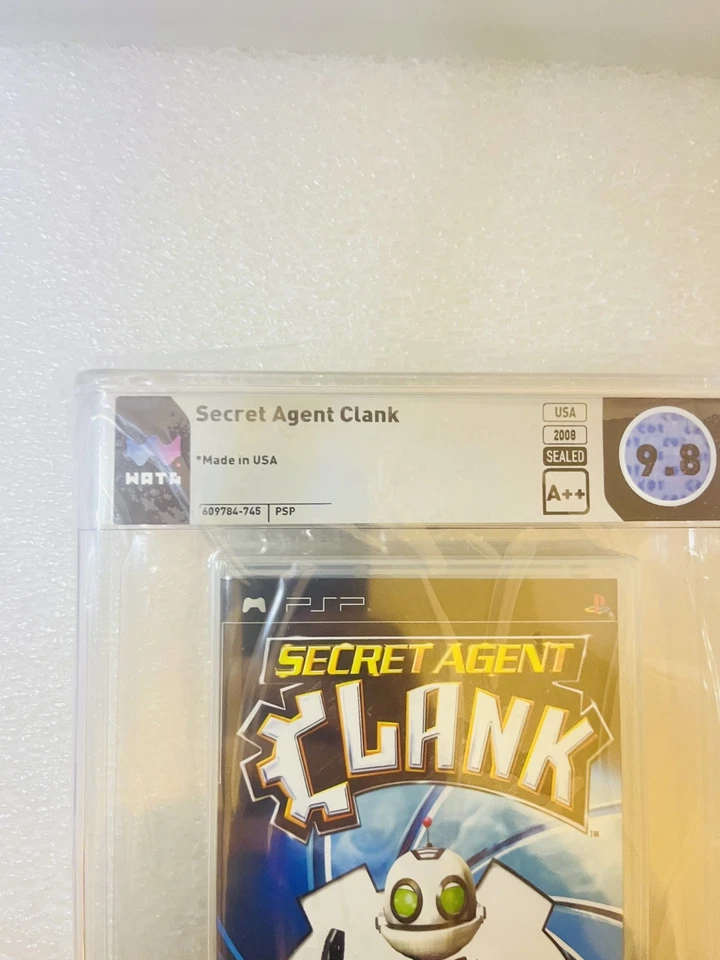 WATA
Secret Agent Clank
*Made in USA
609784-745 | PSP
USA
2008
SEALED
A++
9.8
PSP
SECRET AGENT
CLANK
TM